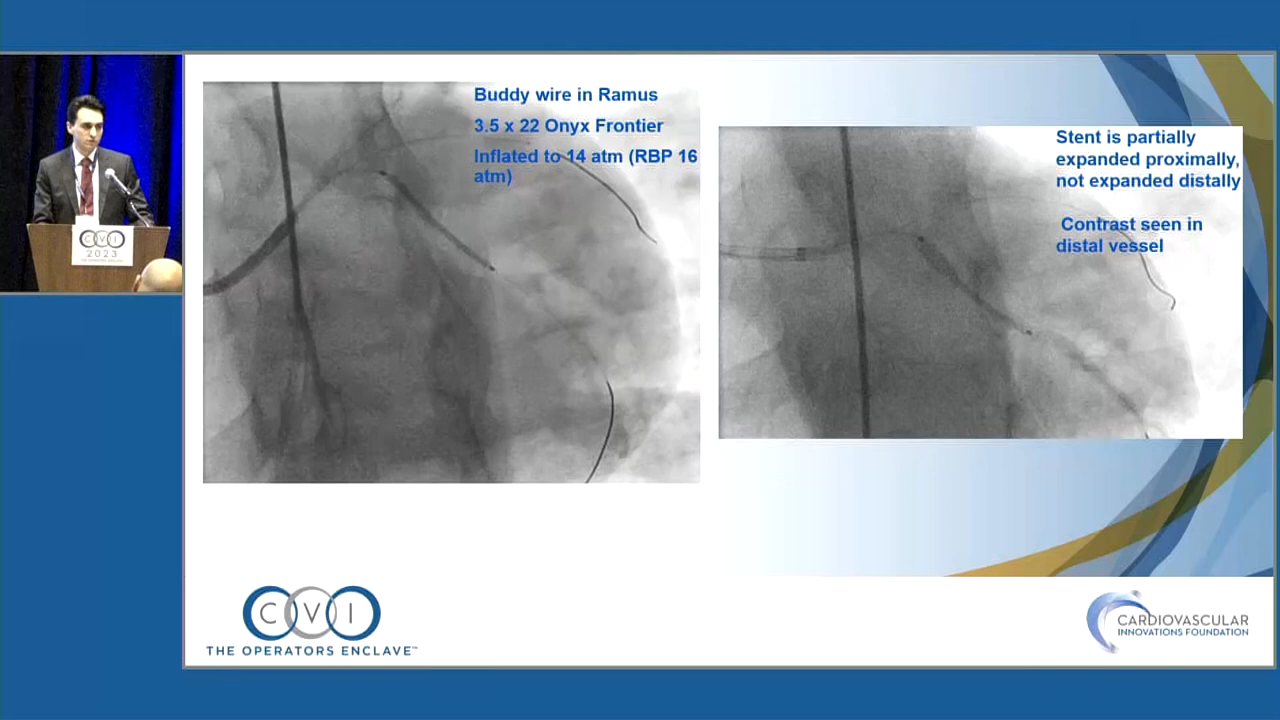 Buddy wire in Ramus
3.5 x 22 Onyx Frontier
Inflated to 14 atm (RBP 16
atm)
Stent is partially
expanded proximally,
not expanded distally
Contrast seen in
distal vessel
CVI
2023
CVI
THE OPERATORS ENCLAVE™
CARDIOVASCULAR
INNOVATIONS FOUNDATION